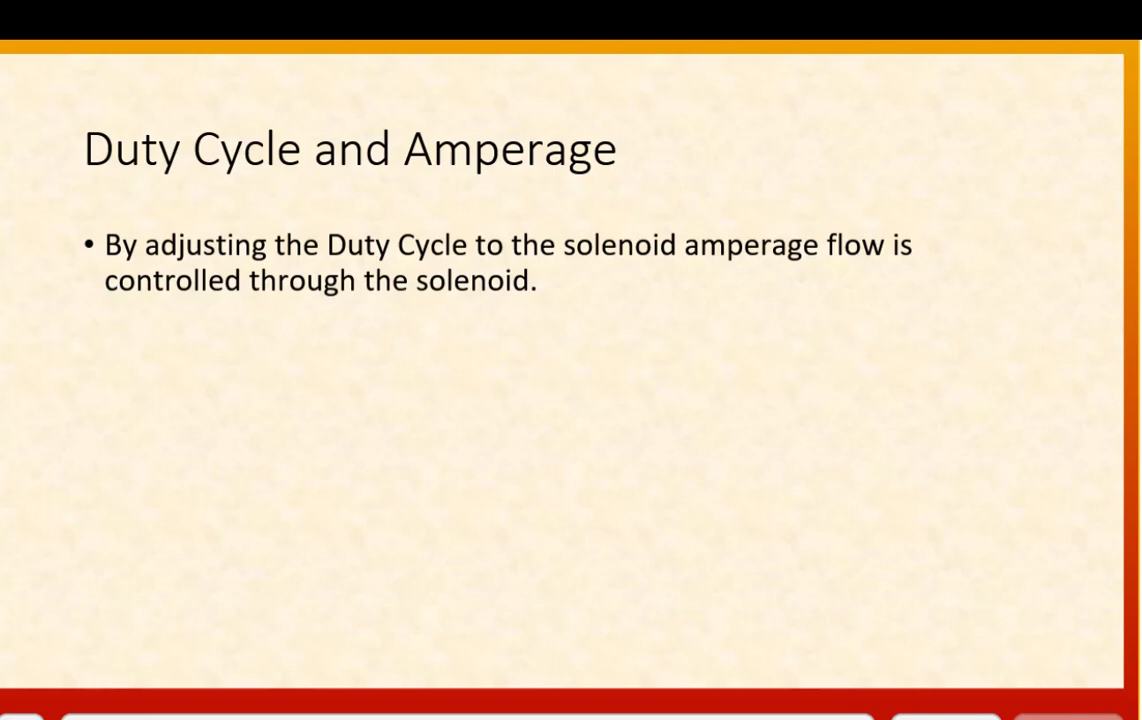 Duty Cycle and Amperage
• By adjusting the Duty Cycle to the solenoid amperage flow is
controlled through the solenoid.